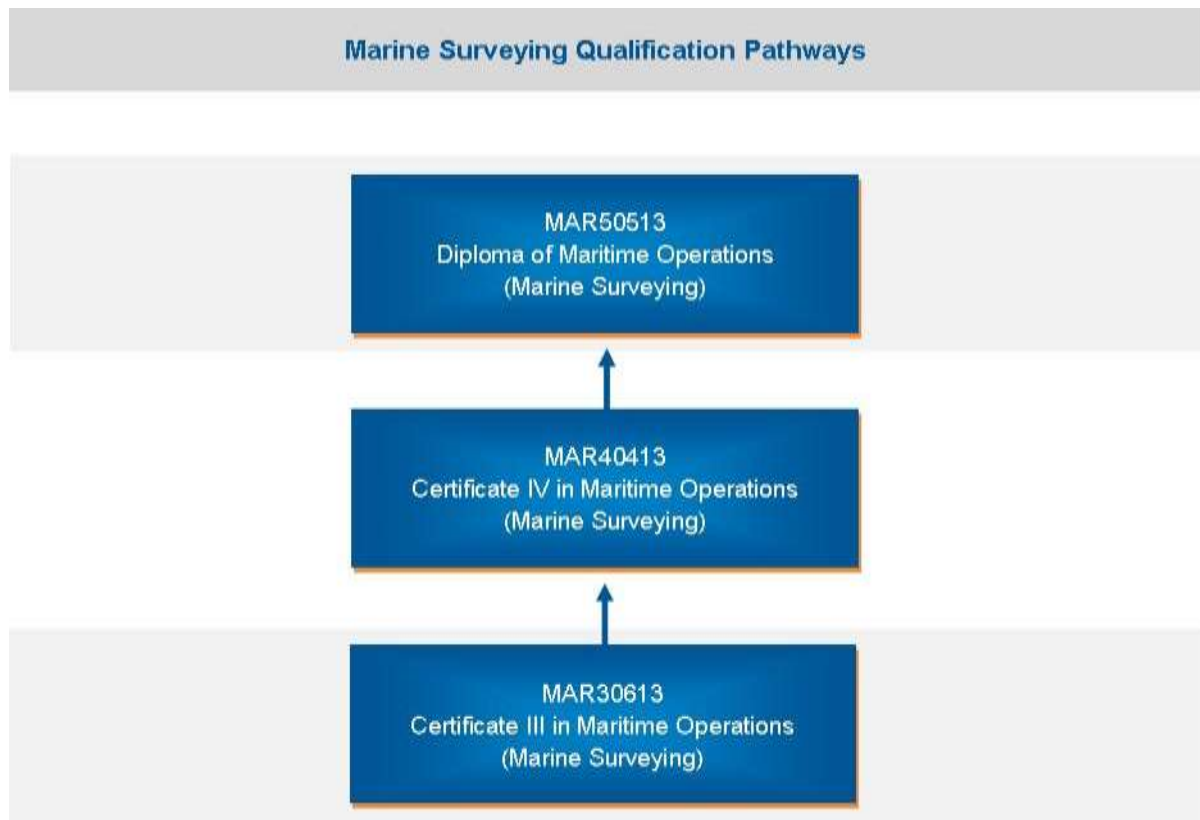 Marine Surveying Qualification Pathways
MAR50513
Diploma of Maritime Operations
(Marine Surveying)
MAR40413
Certificate IV in Maritime Operations
(Marine Surveying)
MAR30613
Certificate III in Maritime Operations
(Marine Surveying)